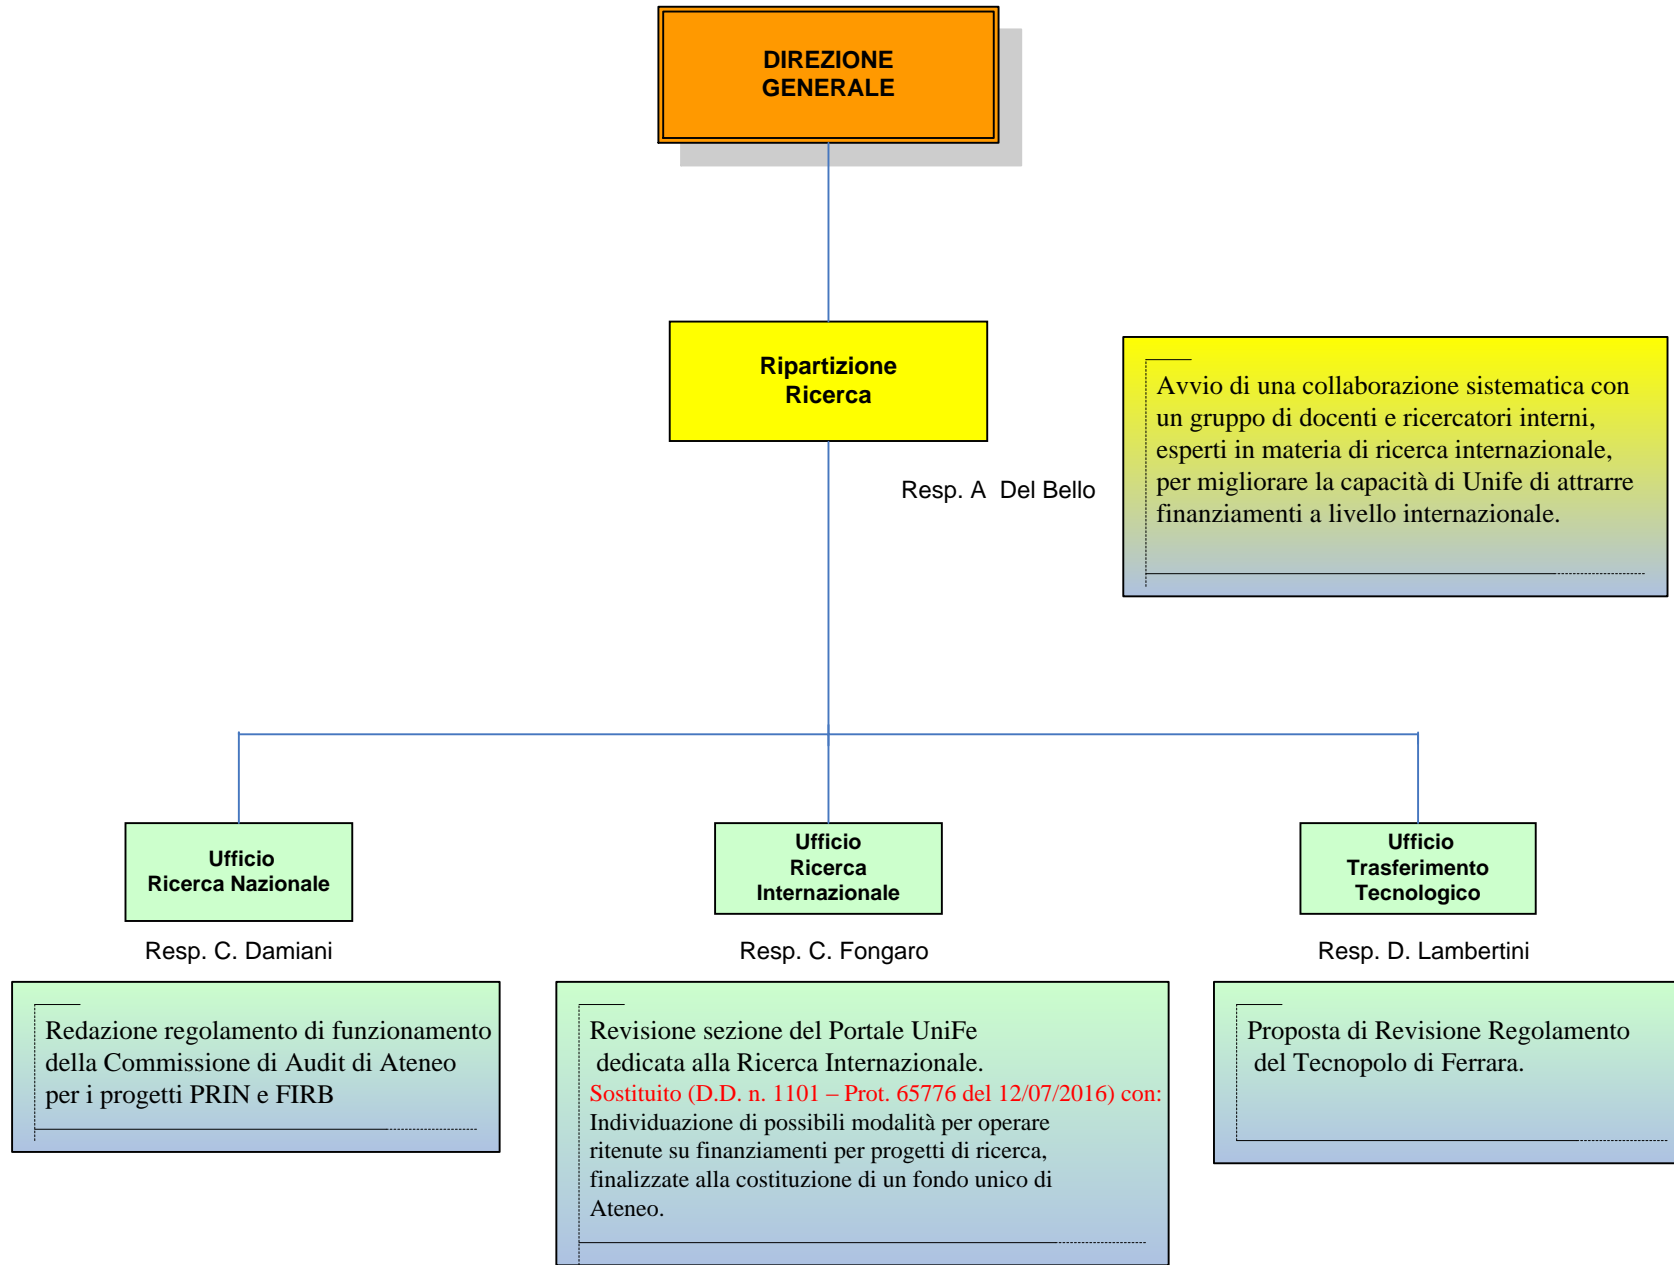 DIREZIONE
GENERALE
Ripartizione
Ricerca
Resp. A  Del Bello
Avvio di una collaborazione sistematica con
un gruppo di docenti e ricercatori interni,
esperti in materia di ricerca internazionale,
per migliorare la capacità di Unife di attrarre
finanziamenti a livello internazionale.
Ufficio
Ricerca Nazionale
Resp. C. Damiani
Redazione regolamento di funzionamento
della Commissione di Audit di Ateneo
per i progetti PRIN e FIRB
Ufficio
Ricerca
Internazionale
Resp. C. Fongaro
Revisione sezione del Portale UniFe
dedicata alla Ricerca Internazionale.
Sostituito (D.D. n. 1101 – Prot. 65776 del 12/07/2016) con:
Individuazione di possibili modalità per operare
ritenute su finanziamenti per progetti di ricerca,
finalizzate alla costituzione di un fondo unico di
Ateneo.
Ufficio
Trasferimento
Tecnologico
Resp. D. Lambertini
Proposta di Revisione Regolamento
del Tecnopolo di Ferrara.